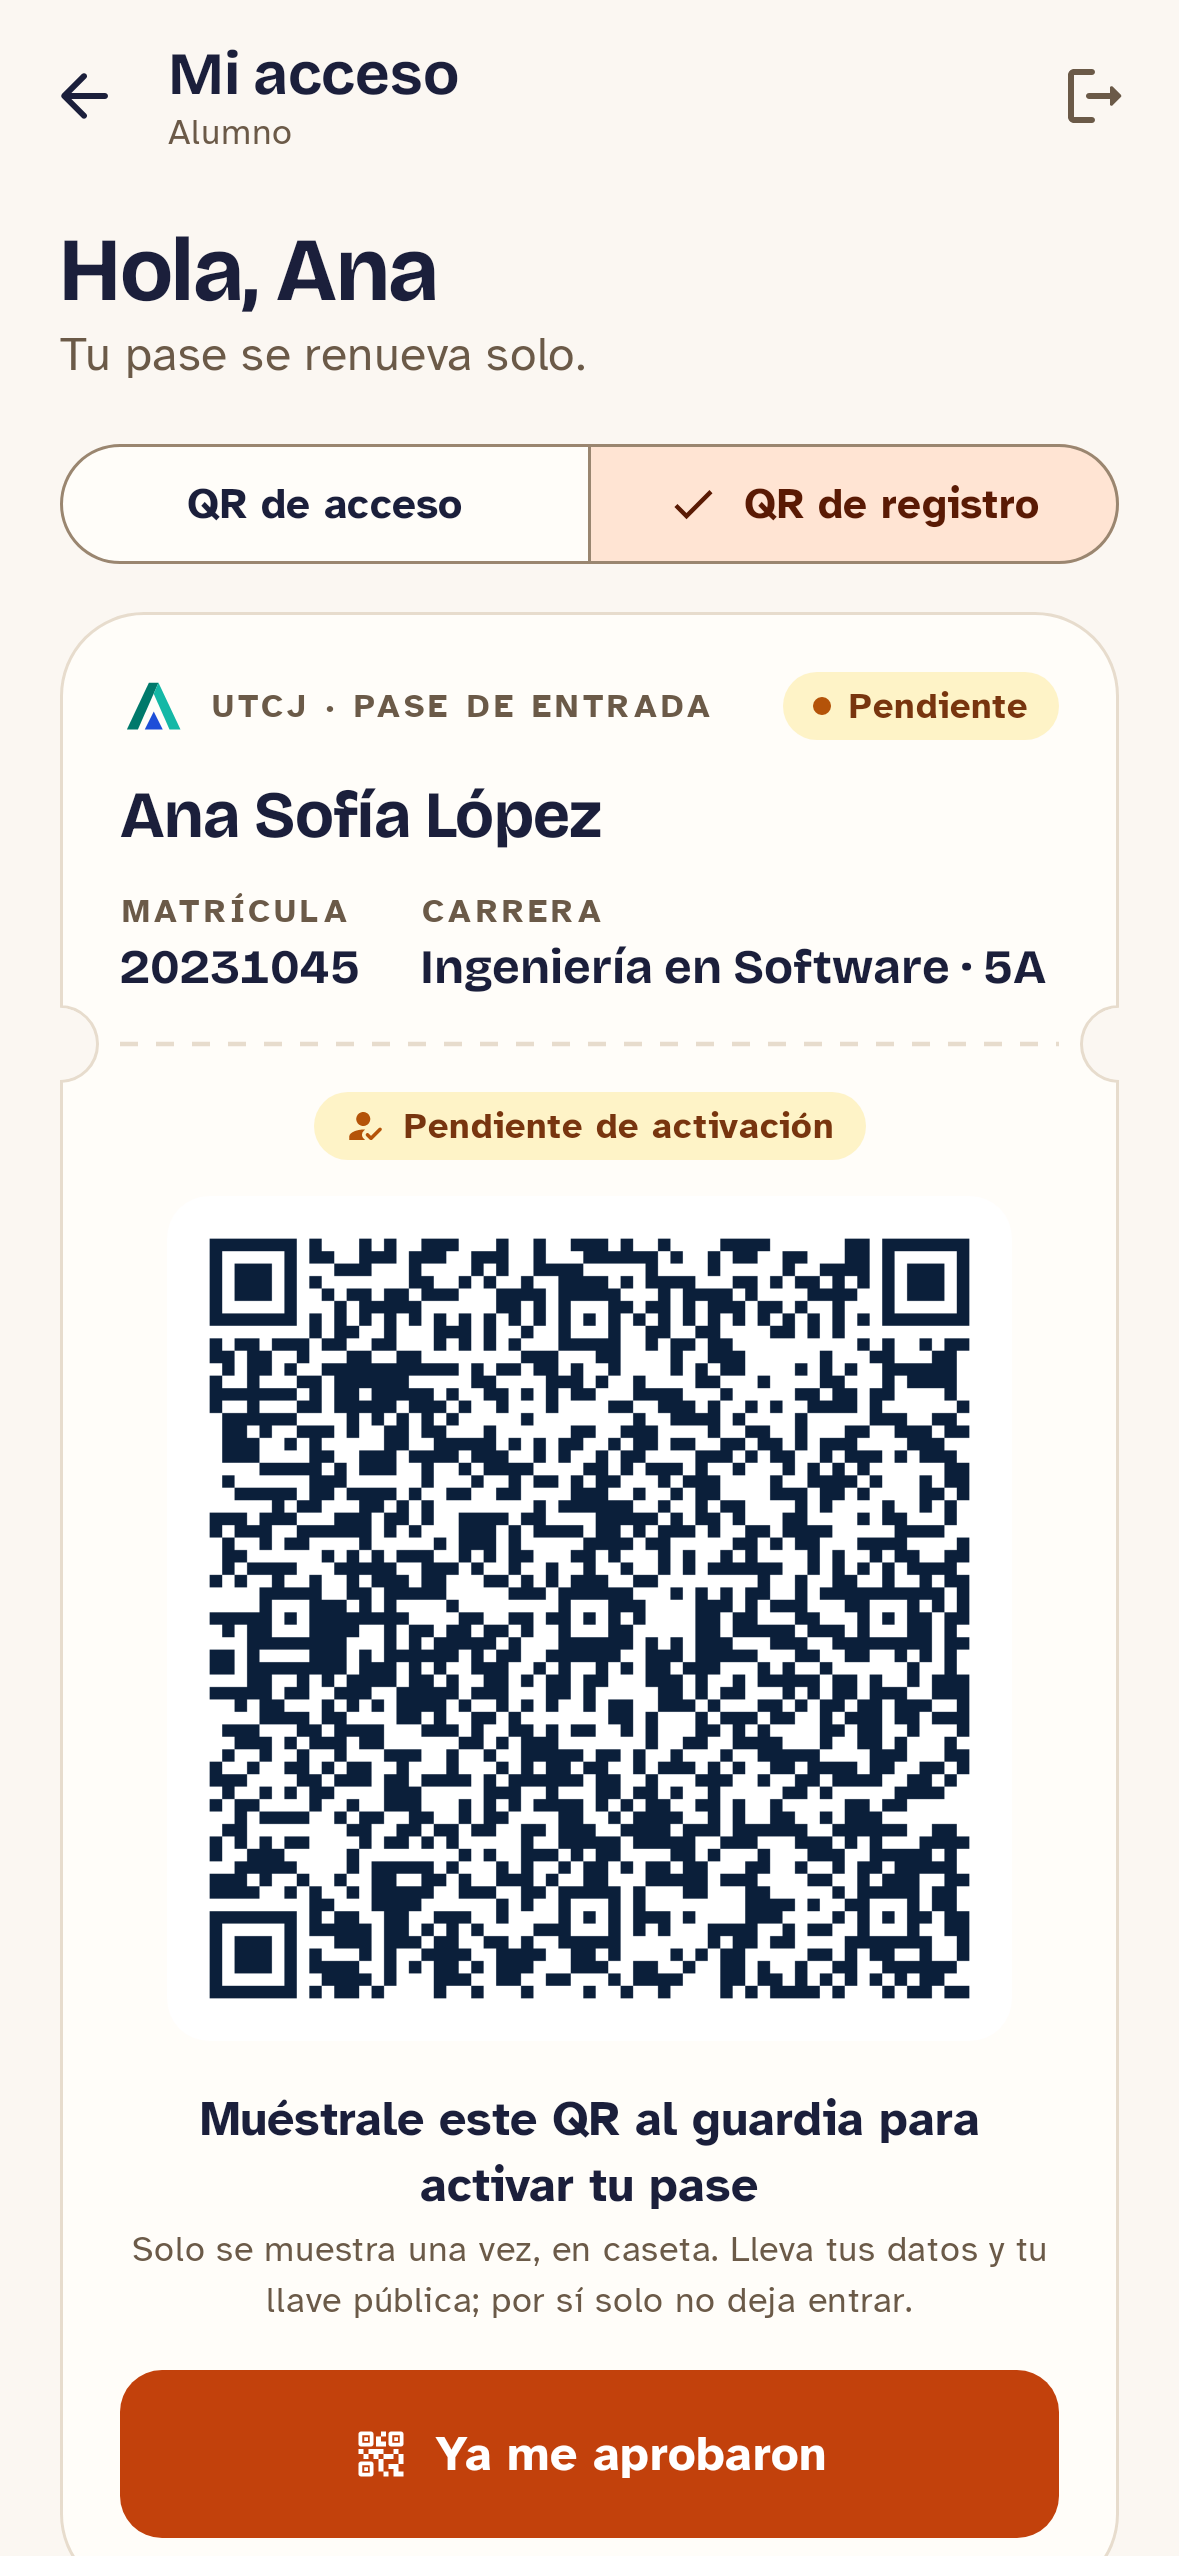 Mi acceso
Alumno
Hola, Ana
Tu pase se renueva solo.
QR de acceso
QR de registro
UTCJ · PASE DE ENTRADA
Pendiente
Ana Sofía López
MATRÍCULA
CARRERA
20231045
Ingeniería en Software · 5A
Pendiente de activación
Muéstrale este QR al guardia para
activar tu pase
Solo se muestra una vez, en caseta. Lleva tus datos y tu
llave pública; por sí solo no deja entrar.
Ya me aprobaron